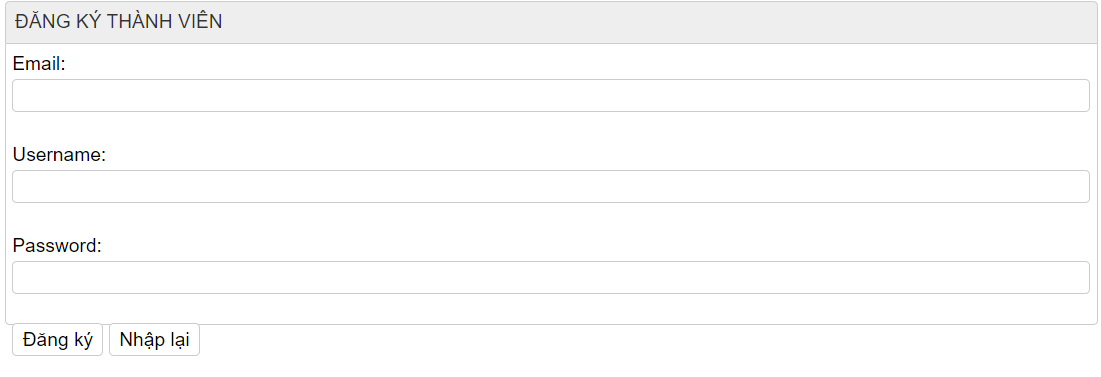 ĐĂNG KÝ THÀNH VIÊN
Email:
Username:
Password:
Đăng ký Nhập lại